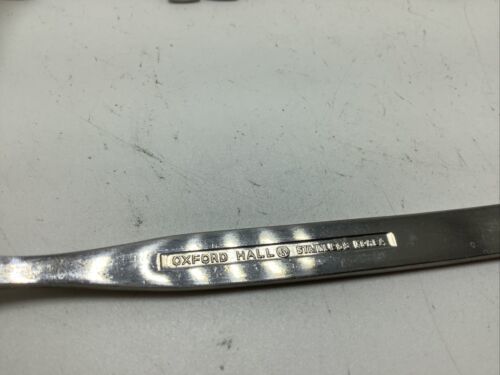 OXFORD HALL ® STAINLESS KOREA